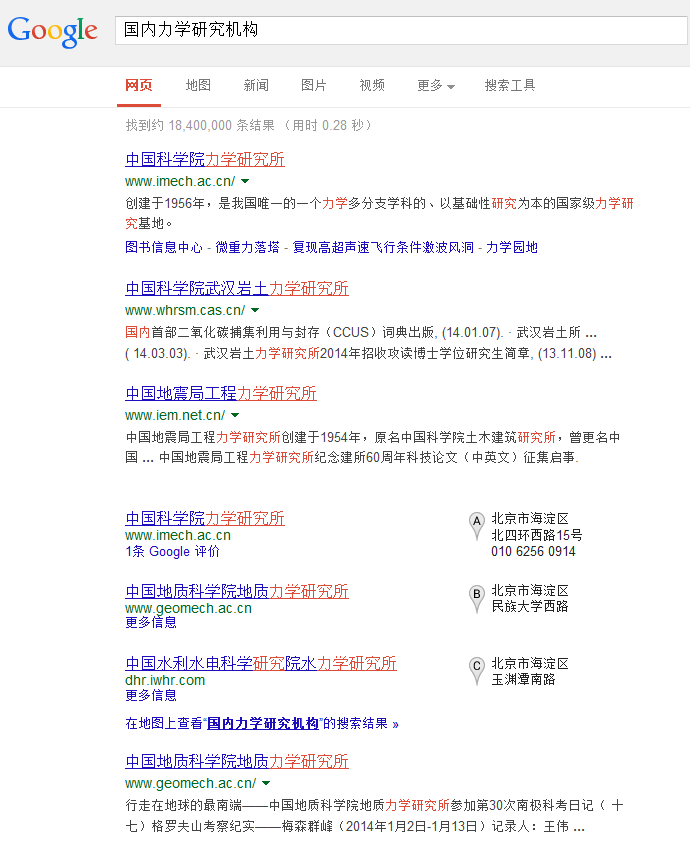 Google 国内力学研究机构
网页 地图 新闻 图片 视频 更多 搜索工具
找到约 18,400,000 条结果 （用时 0.28 秒）
中国科学院力学研究所
www.imech.ac.cn/
创建于1956年，是我国唯一的一个力学多分支学科的、以基础性研究为本的国家级力学研
究基地。
图书信息中心 - 微重力落塔 - 复现高超声速飞行条件激波风洞 - 力学园地
中国科学院武汉岩土力学研究所
www.whrsm.cas.cn/
国内首部二氧化碳捕集利用与封存（CCUS）词典出版, (14.01.07). · 武汉岩土所 ...
( 14.03.03). · 武汉岩土力学研究所2014年招收攻读博士学位研究生简章, (13.11.08) ...
中国地震局工程力学研究所
www.iem.net.cn/
中国地震局工程力学研究所创建于1954年，原名中国科学院土木建筑研究所，曾更名中
国 ... 中国地震局工程力学研究所纪念建所60周年科技论文（中英文）征集启事.
中国科学院力学研究所
www.imech.ac.cn
1条 Google 评价
A 北京市海淀区
北四环西路15号
010 6256 0914
中国地质科学院地质力学研究所
www.geomech.ac.cn
更多信息
B 北京市海淀区
民族大学西路
中国水利水电科学研究院水力学研究所
dhr.iwhr.com
更多信息
C 北京市海淀区
玉渊潭南路
在地图上查看“国内力学研究机构”的搜索结果 »
中国地质科学院地质力学研究所
www.geomech.ac.cn/
行走在地球的最南端——中国地质科学院地质力学研究所参加第30次南极科考日记（ 十
七）格罗夫山考察纪实——梅森群峰（2014年1月2日-1月13日）记录人：王伟 ...